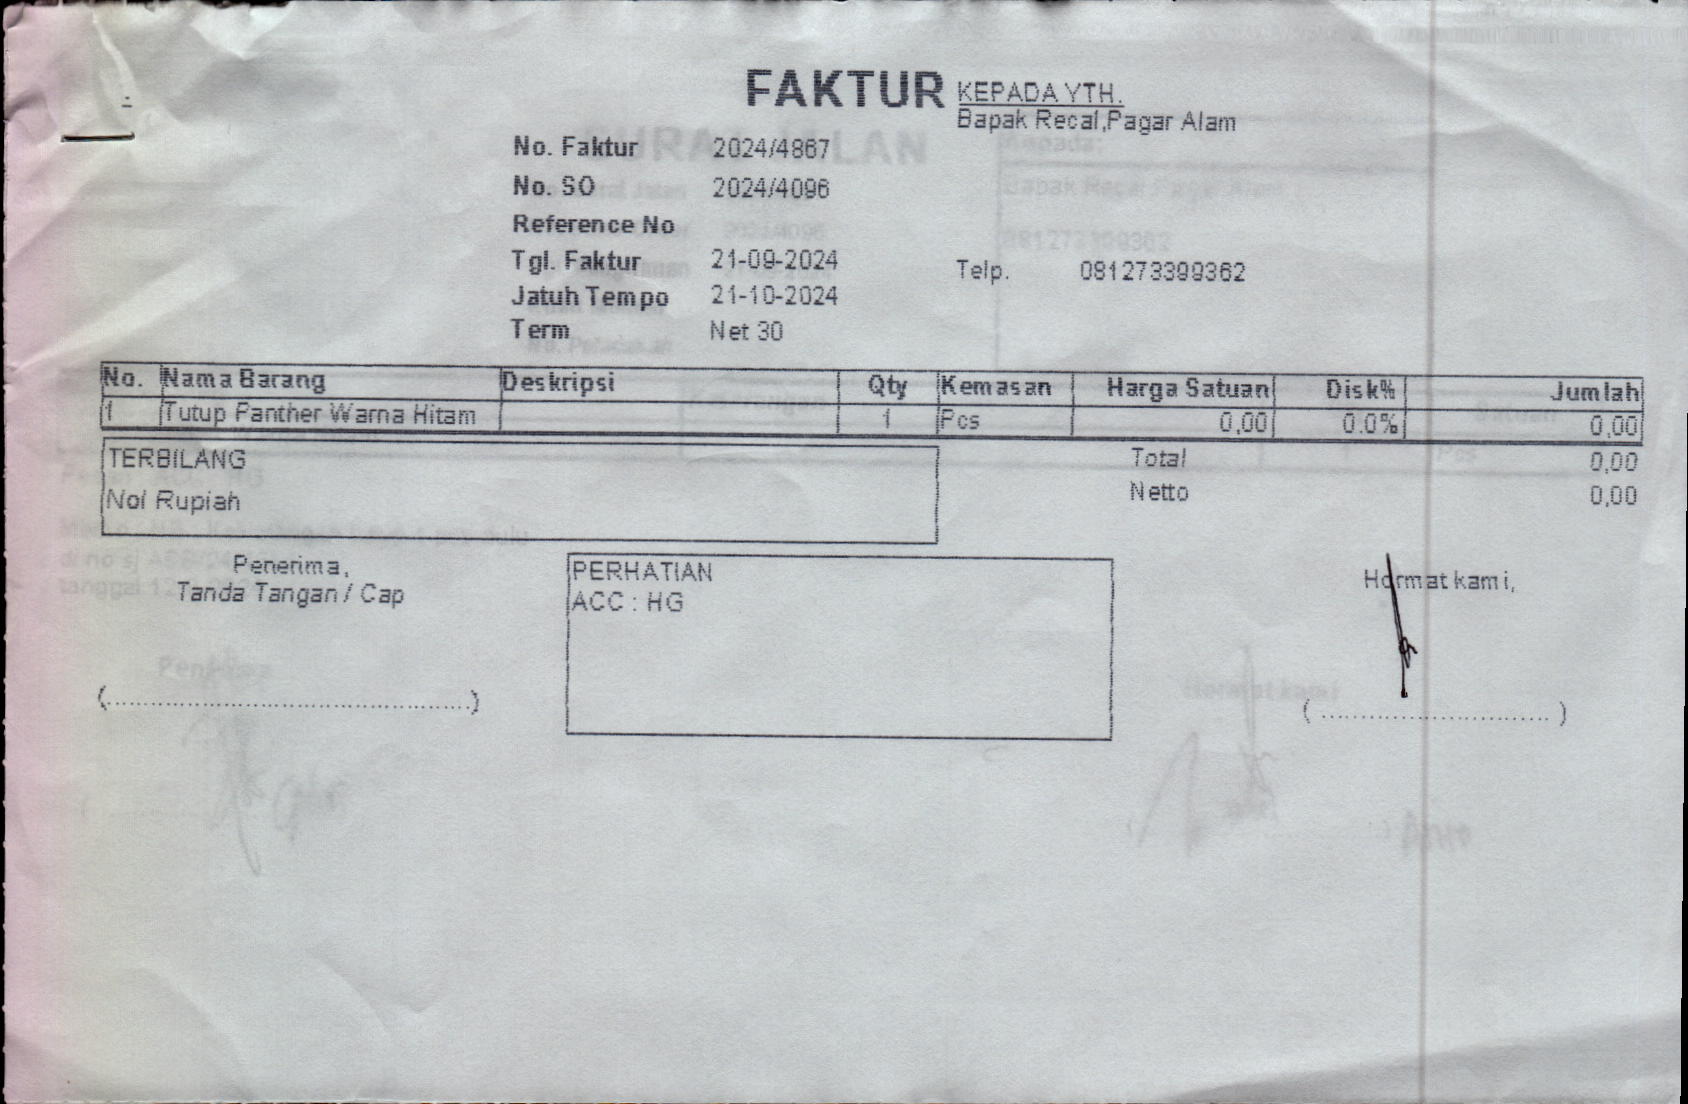 FAKTUR
KEPADA YTH.
Bapak Recal,Pagar Alam
No. Faktur 2024/4867
No. SO 2024/4096
Reference No
Tgl. Faktur 21-09-2024
Telp. 081273399362
Jatuh Tempo 21-10-2024
Term Net 30
No. Nama Barang Deskripsi Qty Kemasan Harga Satuan Disk% Jumlah
1 Tutup Panther Warna Hitam 1 Pcs 0,00 0.0% 0,00
TERBILANG
Total 0,00
Nol Rupiah
Netto 0,00
Penerima,
Tanda Tangan / Cap
PERHATIAN
ACC : HG
Hormat kami,
(..............................................)
( ............................. )